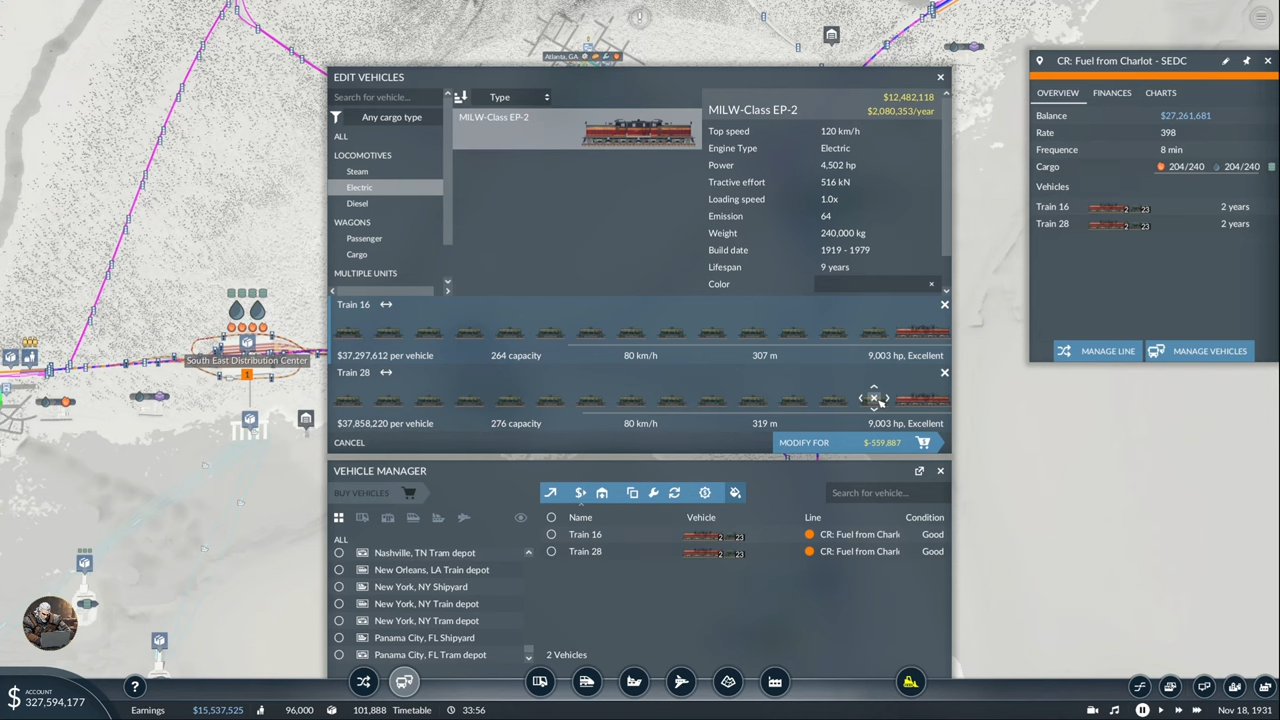 Atlanta, GA
EDIT VEHICLES
Search for vehicle...
Type
Any cargo type
ALL
LOCOMOTIVES
Steam
Electric
Diesel
WAGONS
Passenger
Cargo
MULTIPLE UNITS
MILW-Class EP-2
$12,482,118
MILW-Class EP-2
$2,080,353/year
Top speed 120 km/h
Engine Type Electric
Power 4,502 hp
Tractive effort 516 kN
Loading speed 1.0x
Emission 64
Weight 240,000 kg
Build date 1919 - 1979
Lifespan 9 years
Color
Train 16
$37,297,612 per vehicle 264 capacity 80 km/h 307 m 9,003 hp, Excellent
Train 28
$37,858,220 per vehicle 276 capacity 80 km/h 319 m 9,003 hp, Excellent
CANCEL
MODIFY FOR $-559,887
VEHICLE MANAGER
BUY VEHICLES
Search for vehicle...
ALL
Nashville, TN Tram depot
New Orleans, LA Train depot
New York, NY Shipyard
New York, NY Train depot
New York, NY Tram depot
Panama City, FL Shipyard
Panama City, FL Tram depot
Name Vehicle Line Condition
Train 16 2 23 CR: Fuel from Charl Good
Train 28 2 23 CR: Fuel from Charl Good
2 Vehicles
CR: Fuel from Charlot - SEDC
OVERVIEW FINANCES CHARTS
Balance $27,261,681
Rate 398
Frequence 8 min
Cargo 204/240 204/240
Vehicles
Train 16 2 23 2 years
Train 28 2 23 2 years
MANAGE LINE MANAGE VEHICLES
South East Distribution Center
1
$ ACCOUNT
327,594,177
?
Earnings $15,537,525 96,000 101,888 Timetable 33:56
Nov 18, 1931